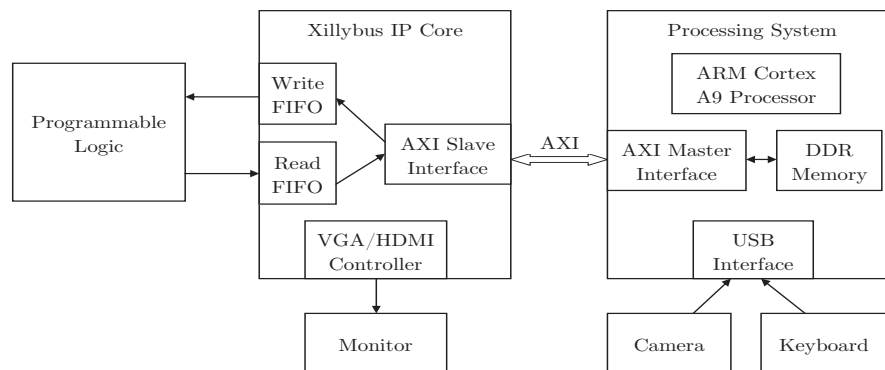 Xillybus IP Core
Processing System
Programmable
Logic
Write
FIFO
Read
FIFO
AXI Slave
Interface
AXI
ARM Cortex
A9 Processor
AXI Master
Interface
DDR
Memory
VGA/HDMI
Controller
USB
Interface
Monitor
Camera
Keyboard